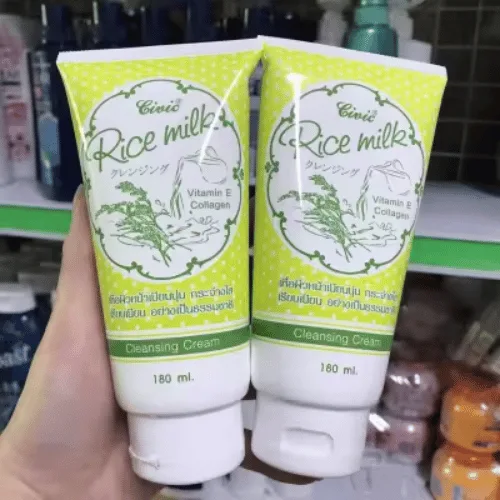 Civic
Rice milk
クレンジング
Vitamin E
Collagen
เพื่อผิวหน้าเนียนนุ่ม กระจ่างใส
เรียบเนียน อย่างเป็นธรรมชาติ
Cleansing Cream
180 ml.
Civic
Rice milk
クレンジング
Vitamin E
Collagen
เพื่อผิวหน้าเนียนนุ่ม กระจ่างใส
เรียบเนียน อย่างเป็นธรรมชาติ
Cleansing Cream
180 ml.